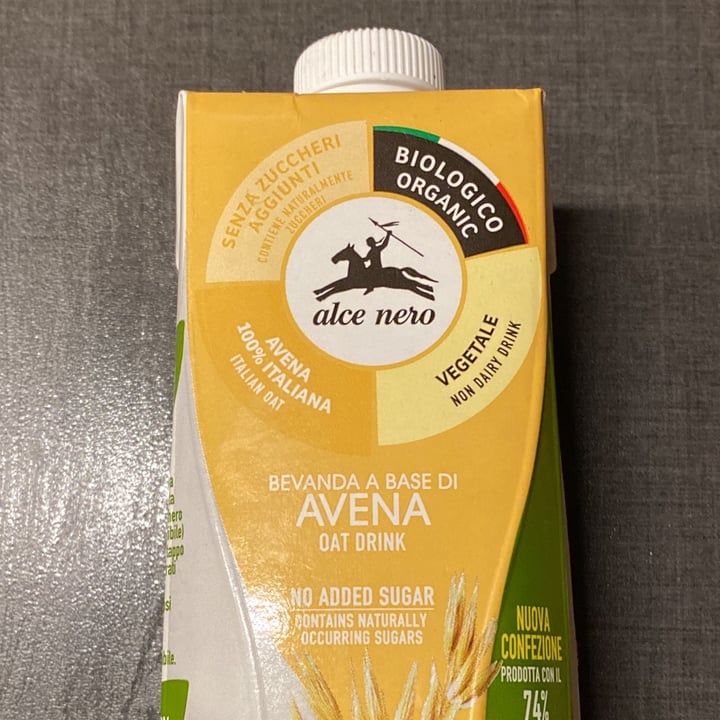 SENZA ZUCCHERI
AGGIUNTI
CONTIENE NATURALMENTE
ZUCCHERI
BIOLOGICO
ORGANIC
alce nero
AVENA
100% ITALIANA
ITALIAN OAT
VEGETALE
NON DAIRY DRINK
BEVANDA A BASE DI
AVENA
OAT DRINK
NO ADDED SUGAR
CONTAINS NATURALLY
OCCURRING SUGARS
NUOVA
CONFEZIONE
PRODOTTA CON IL
74%